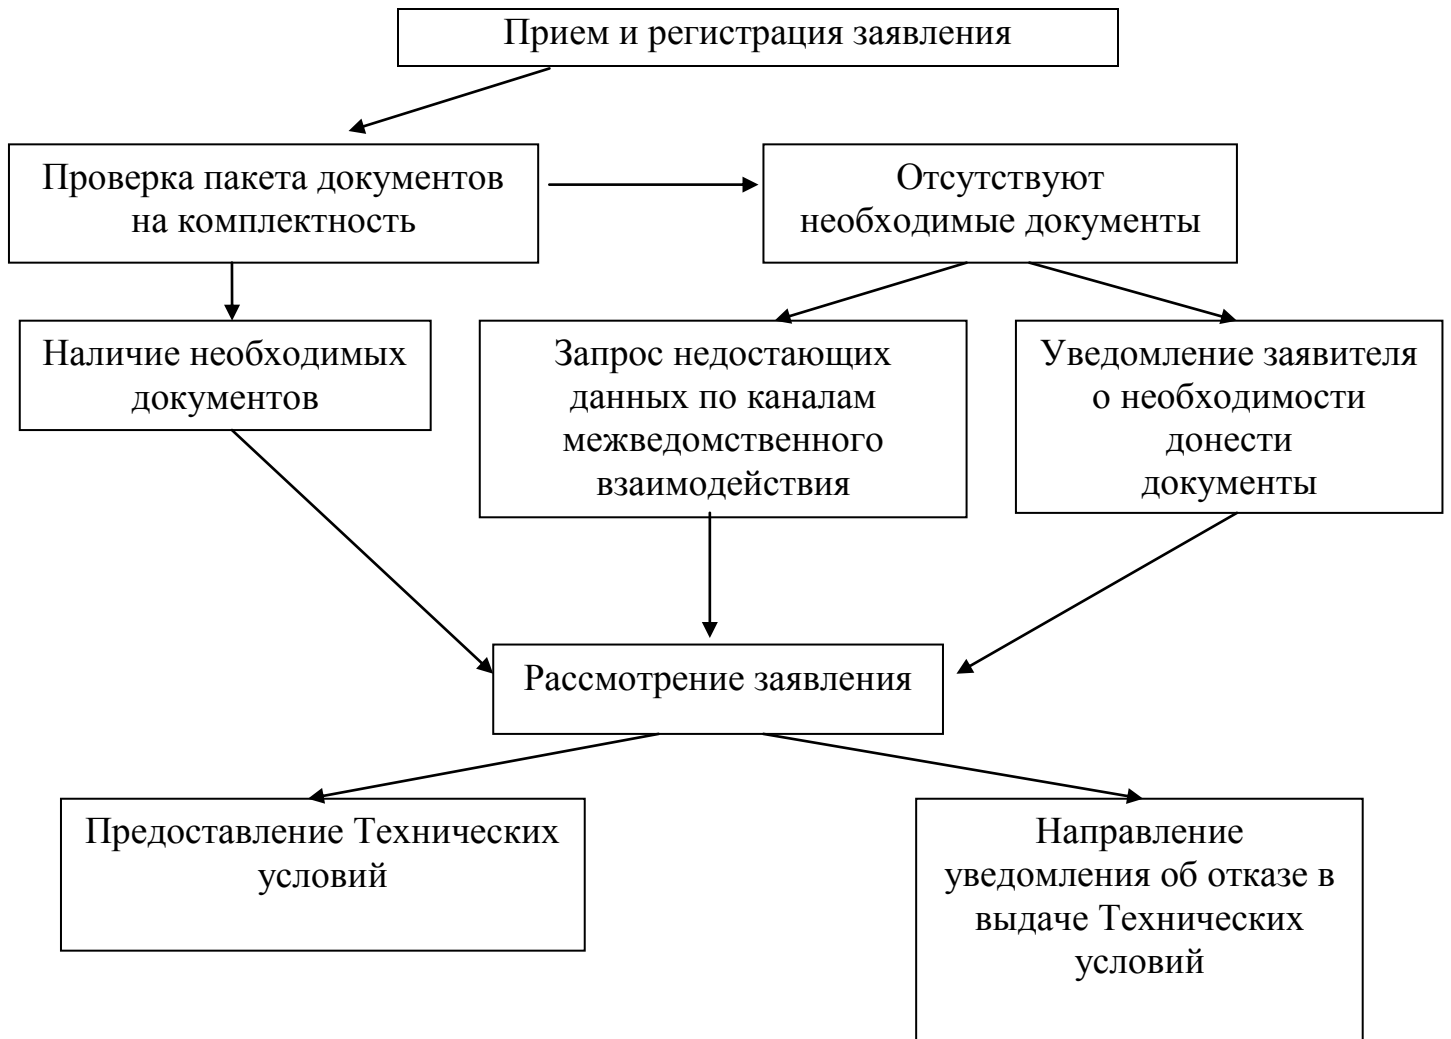 Прием и регистрация заявления
Проверка пакета документов
на комплектность
Отсутствуют
необходимые документы
Наличие необходимых
документов
Запрос недостающих
данных по каналам
межведомственного
взаимодействия
Уведомление заявителя
о необходимости
донести
документы
Рассмотрение заявления
Предоставление Технических
условий
Направление
уведомления об отказе в
выдаче Технических
условий